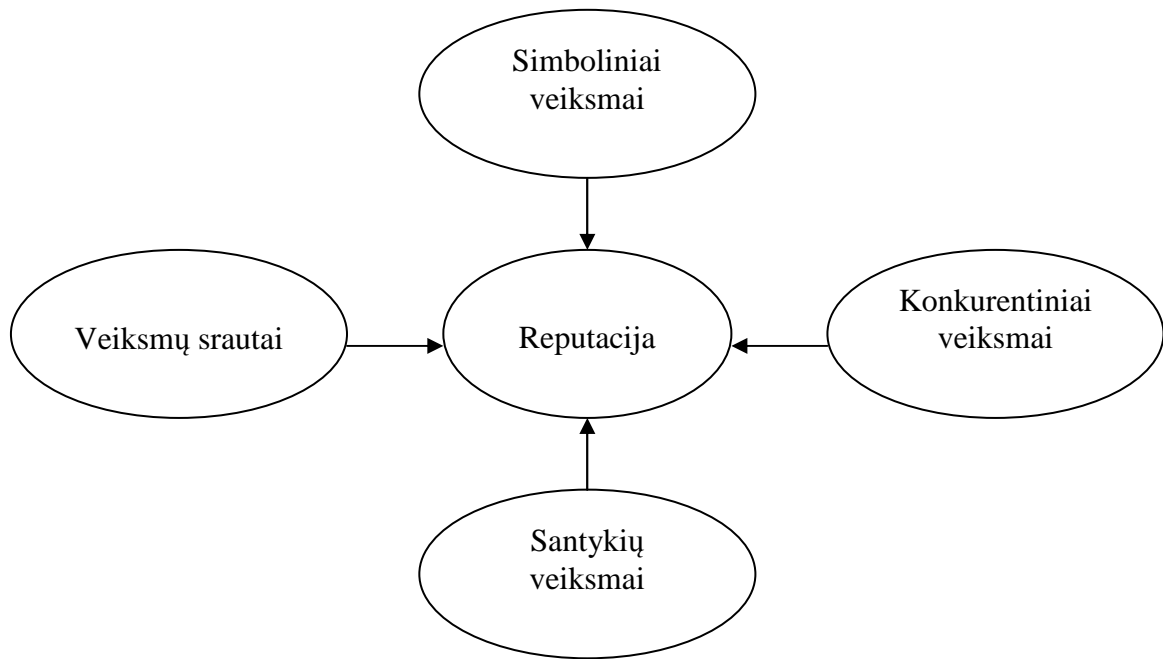 Simboliniai
veiksmai
Veiksmų srautai
Reputacija
Konkurentiniai
veiksmai
Santykių
veiksmai